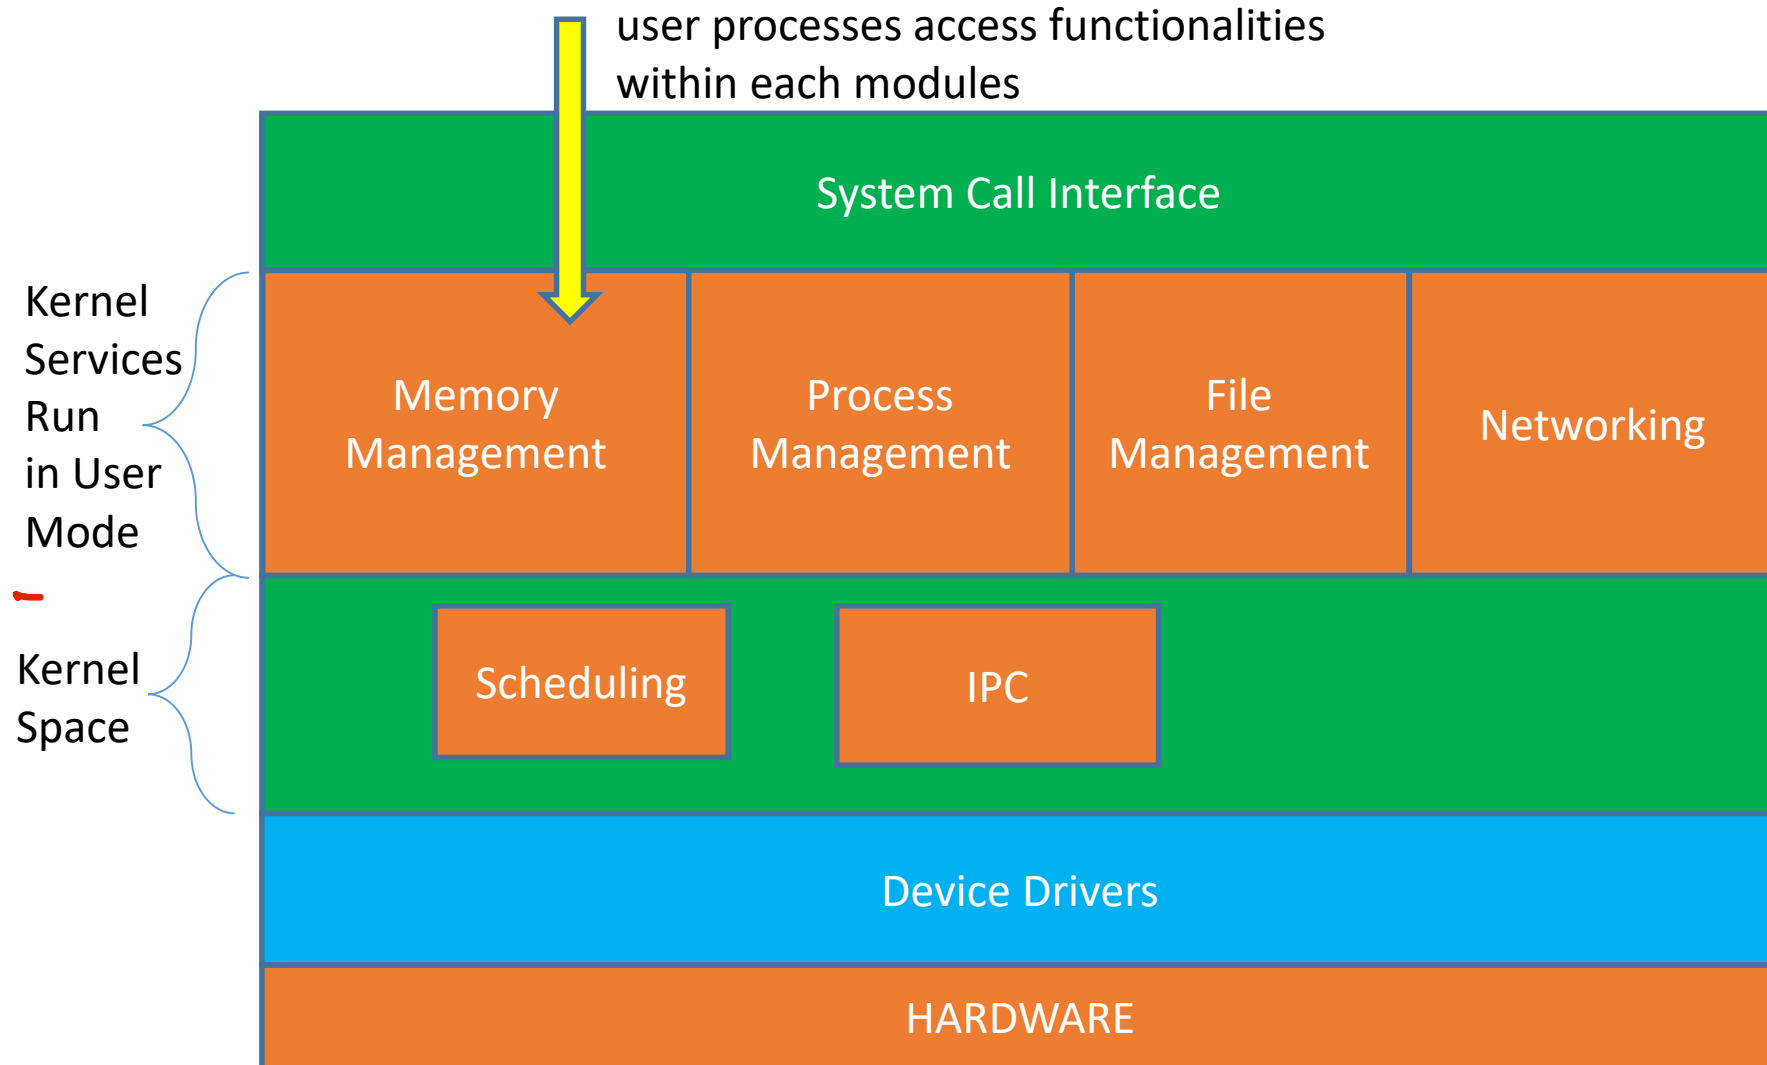 user processes access functionalities
within each modules
System Call Interface
Kernel
Services
Run
in User
Mode
Memory
Management
Process
Management
File
Management
Networking
Kernel
Space
Scheduling
IPC
Device Drivers
HARDWARE